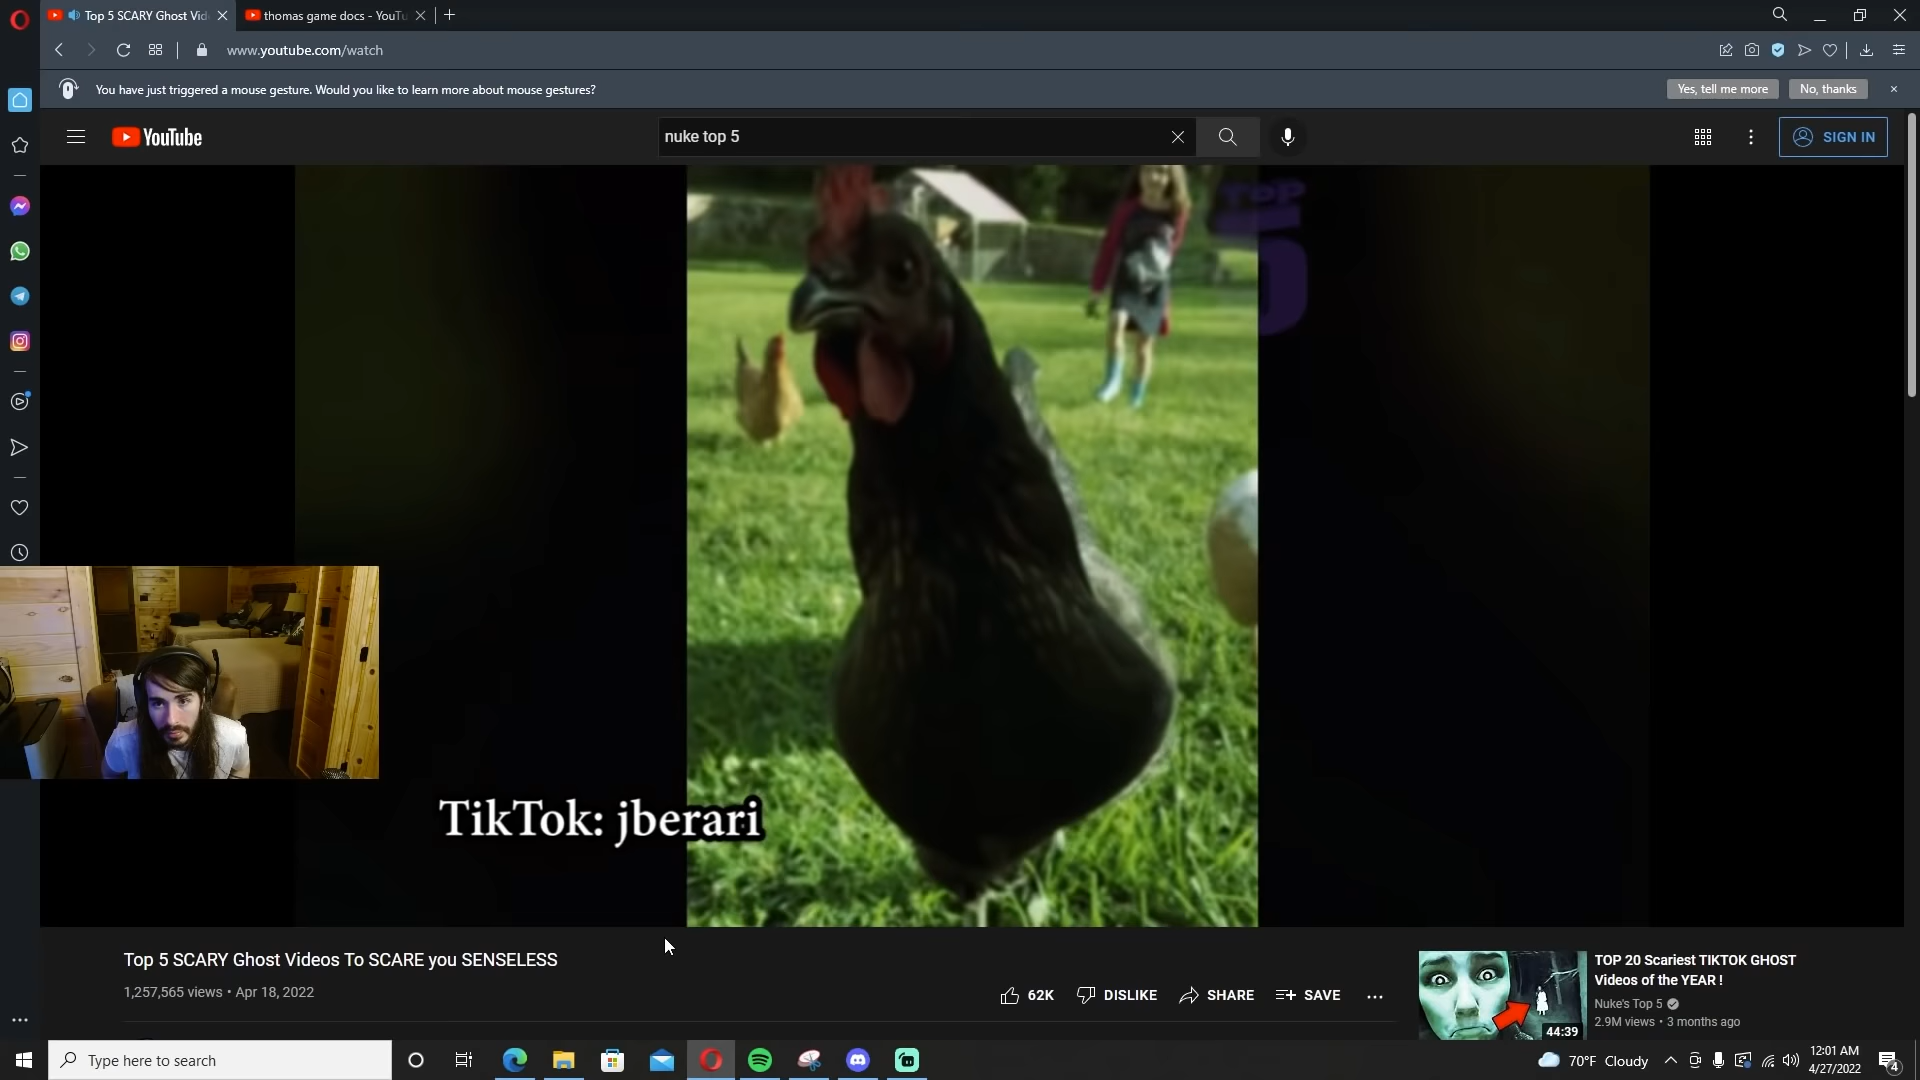 Top 5 SCARY Ghost Vid
thomas game docs - YouTu
www.youtube.com/watch
You have just triggered a mouse gesture. Would you like to learn more about mouse gestures?
Yes, tell me more
No, thanks
YouTube
nuke top 5
SIGN IN
TOP
5
TikTok: jberari
Top 5 SCARY Ghost Videos To SCARE you SENSELESS
1,257,565 views • Apr 18, 2022
62K
DISLIKE
SHARE
SAVE
TOP 20 Scariest TIKTOK GHOST
Videos of the YEAR !
Nuke's Top 5
2.9M views • 3 months ago
44:39
Type here to search
70°F Cloudy
12:01 AM
4/27/2022
4